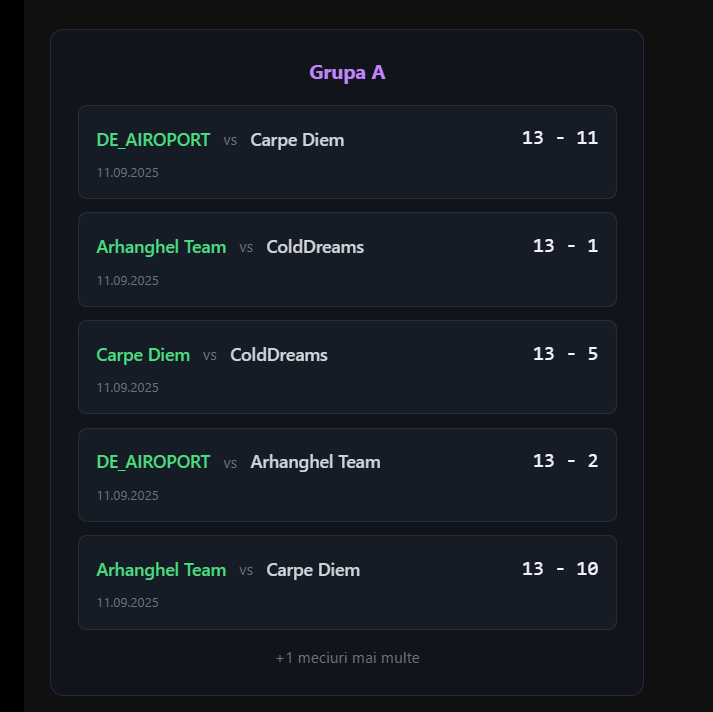 Grupa A
DE_AIROPORT vs Carpe Diem 13 - 11
11.09.2025
Arhanghel Team vs ColdDreams 13 - 1
11.09.2025
Carpe Diem vs ColdDreams 13 - 5
11.09.2025
DE_AIROPORT vs Arhanghel Team 13 - 2
11.09.2025
Arhanghel Team vs Carpe Diem 13 - 10
11.09.2025
+1 meciuri mai multe